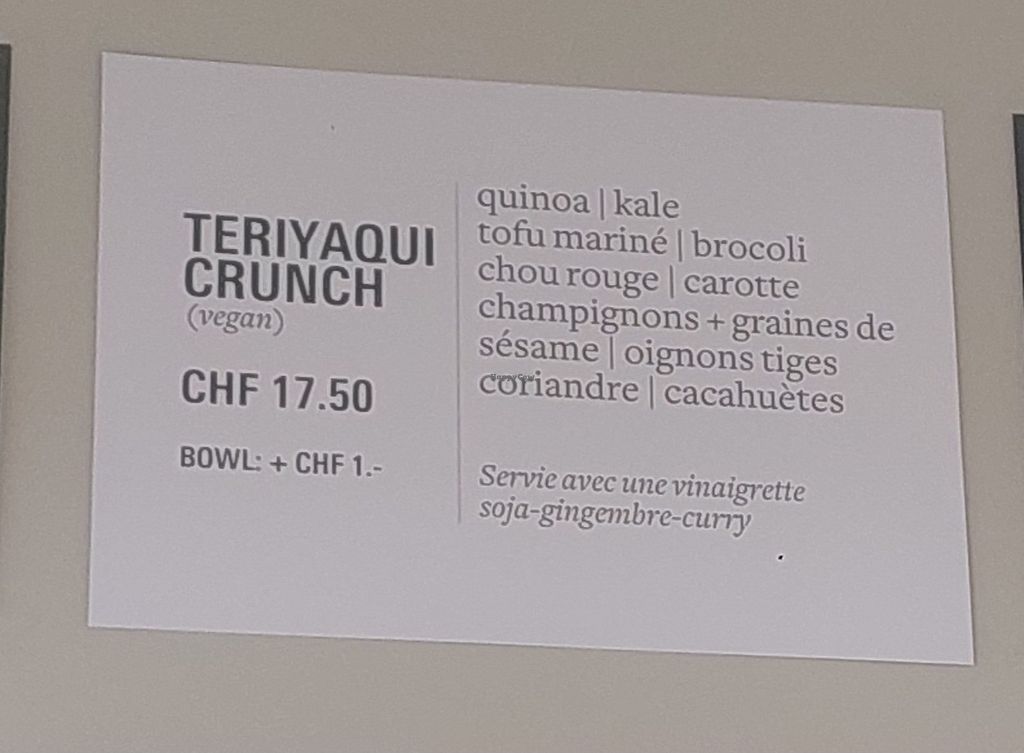 TERIYAQUI
CRUNCH
(vegan)
CHF 17.50
BOWL: + CHF 1.-
quinoa | kale
tofu mariné | brocoli
chou rouge | carotte
champignons + graines de
sésame | oignons tiges
coriandre | cacahuètes
Servie avec une vinaigrette
soja-gingembre-curry
HappyCow